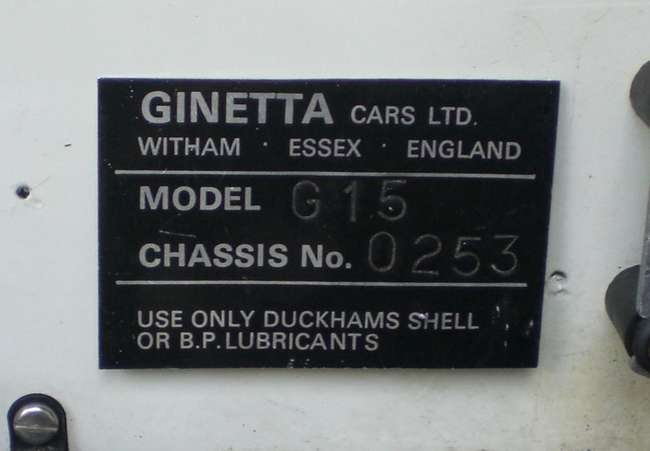 GINETTA CARS LTD.
WITHAM · ESSEX · ENGLAND
MODEL G15
CHASSIS No. 0253
USE ONLY DUCKHAMS SHELL
OR B.P. LUBRICANTS